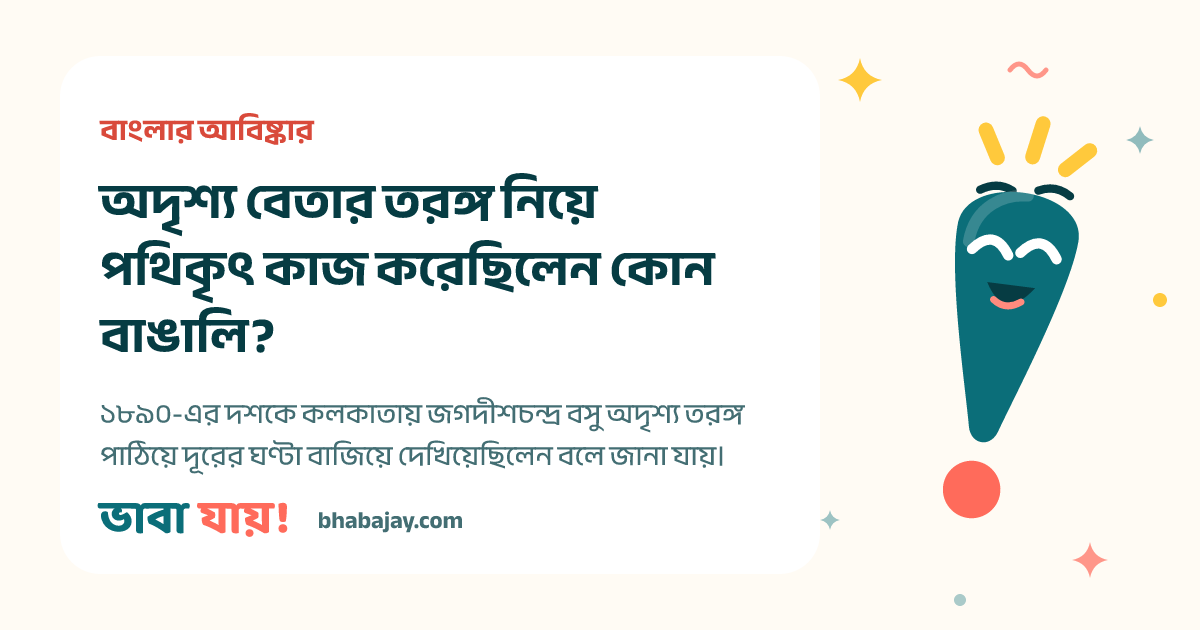 বাংলার আবিষ্কার
অদৃশ্য বেতার তরঙ্গ নিয়ে
পথিকৃৎ কাজ করেছিলেন কোন
বাঙালি?
১৮৯০-এর দশকে কলকাতায় জগদীশচন্দ্র বসু অদৃশ্য তরঙ্গ
পাঠিয়ে দূরের ঘণ্টা বাজিয়ে দেখিয়েছিলেন বলে জানা যায়।
ভাবা যায়! bhabajay.com